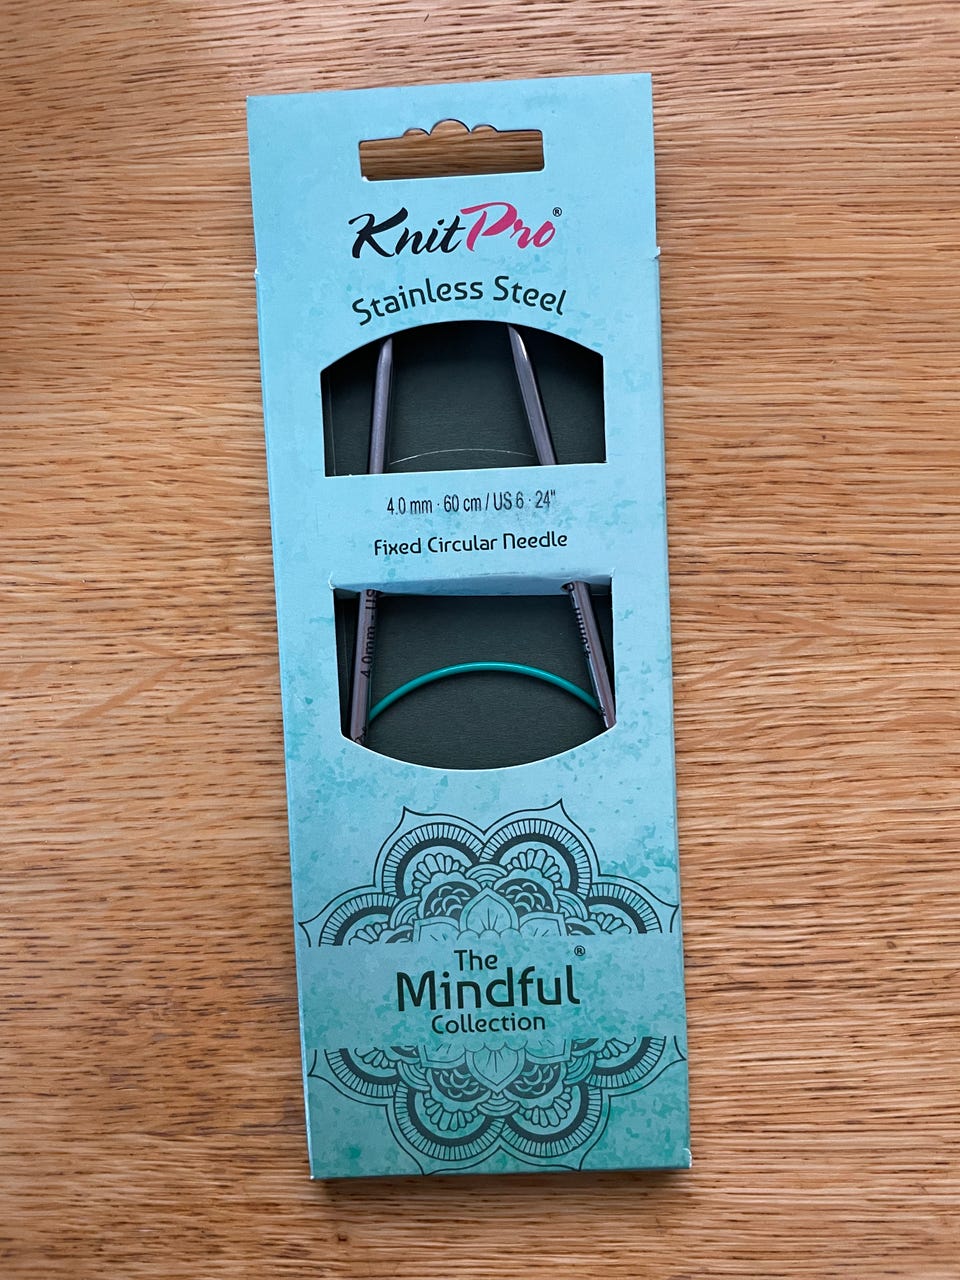 KnitPro®
Stainless Steel
4.0 mm · 60 cm / US 6 · 24"
Fixed Circular Needle
4.0mm US
The
Mindful®
Collection